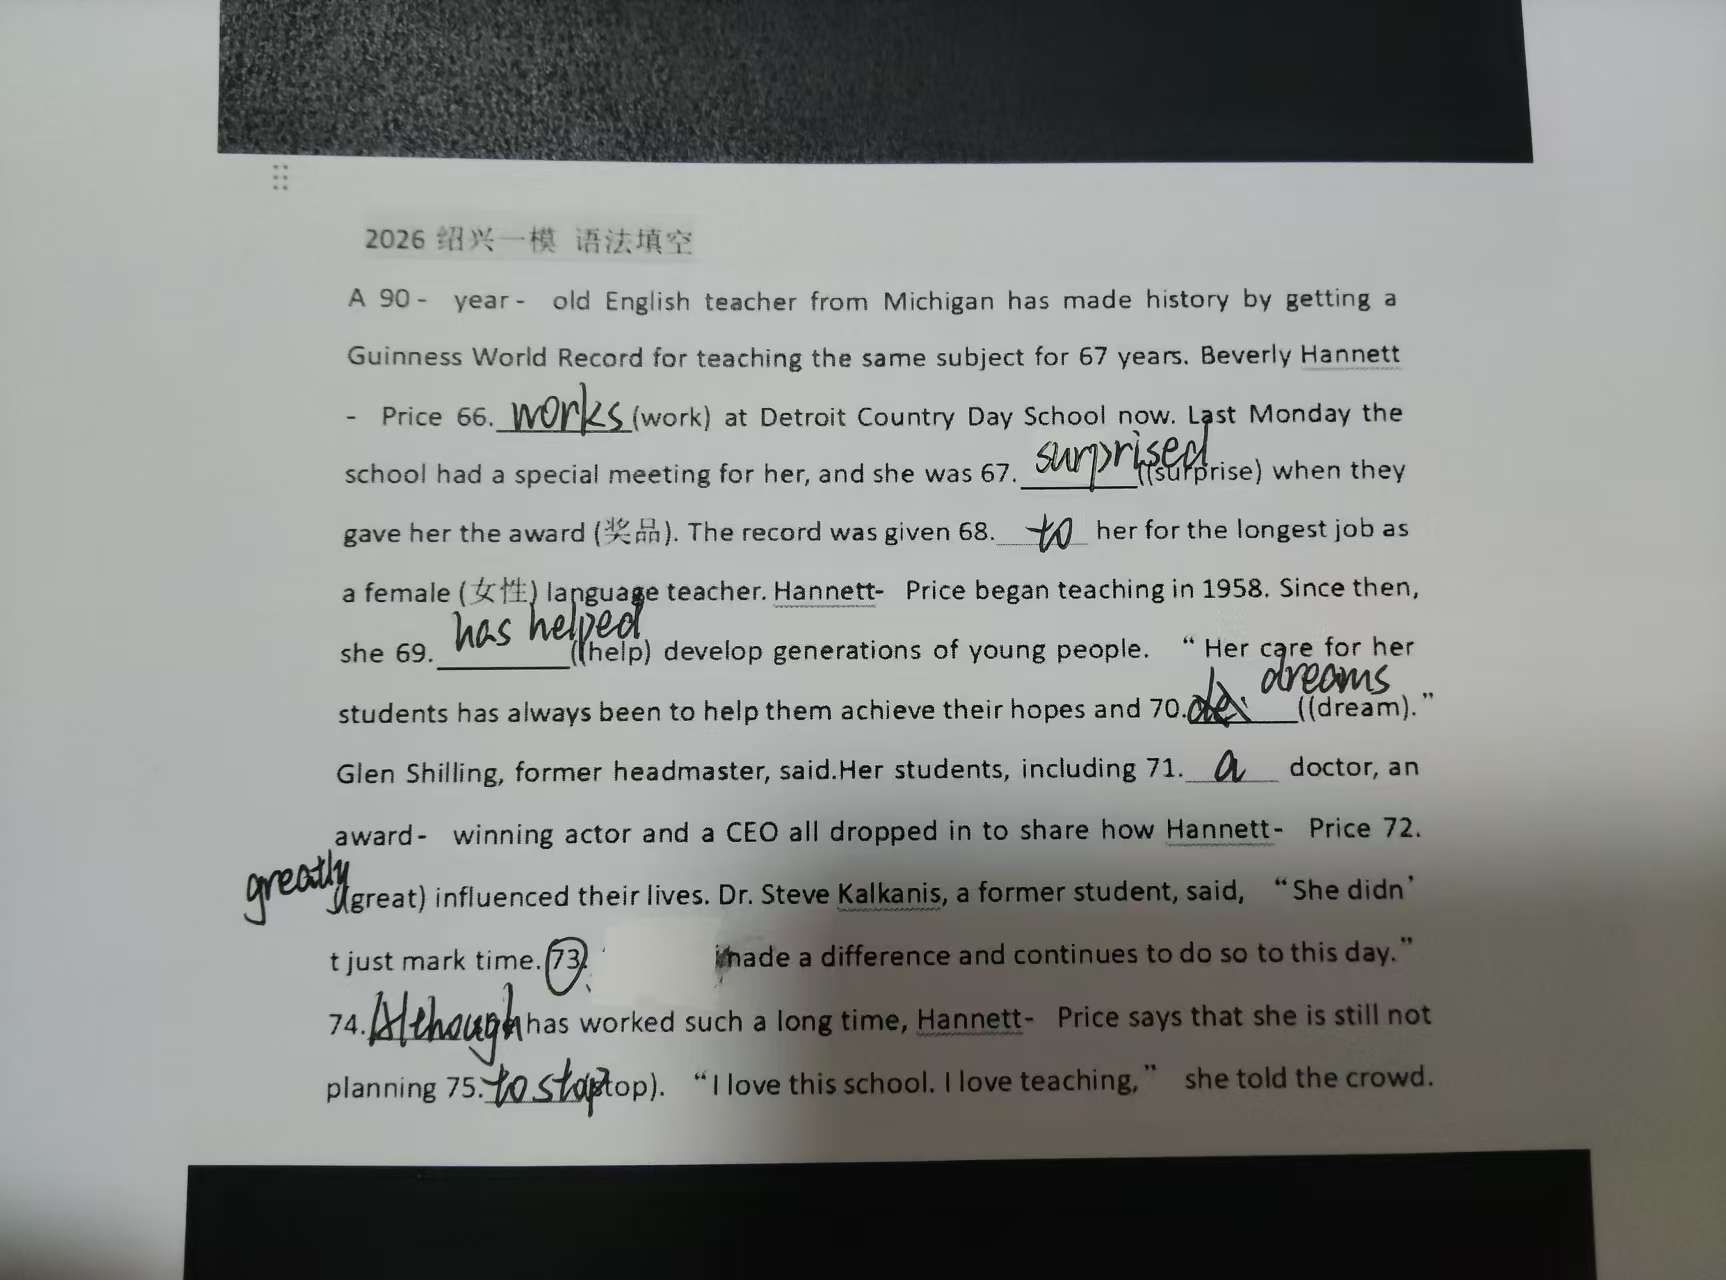 2026 绍兴一模 语法填空
A 90- year- old English teacher from Michigan has made history by getting a
Guinness World Record for teaching the same subject for 67 years. Beverly Hannett
- Price 66. works (work) at Detroit Country Day School now. Last Monday the
school had a special meeting for her, and she was 67. surprised ((surprise) when they
gave her the award (奖品). The record was given 68. to her for the longest job as
a female (女性) language teacher. Hannett- Price began teaching in 1958. Since then,
she 69. has helped ((help) develop generations of young people. “Her care for her
students has always been to help them achieve their hopes and 70. dreams ((dream).”
Glen Shilling, former headmaster, said.Her students, including 71. a doctor, an
award- winning actor and a CEO all dropped in to share how Hannett- Price 72.
greatly (great) influenced their lives. Dr. Steve Kalkanis, a former student, said, “She didn’
t just mark time. 73. made a difference and continues to do so to this day.”
74. Although has worked such a long time, Hannett- Price says that she is still not
planning 75. to stop (stop). “I love this school. I love teaching,” she told the crowd.